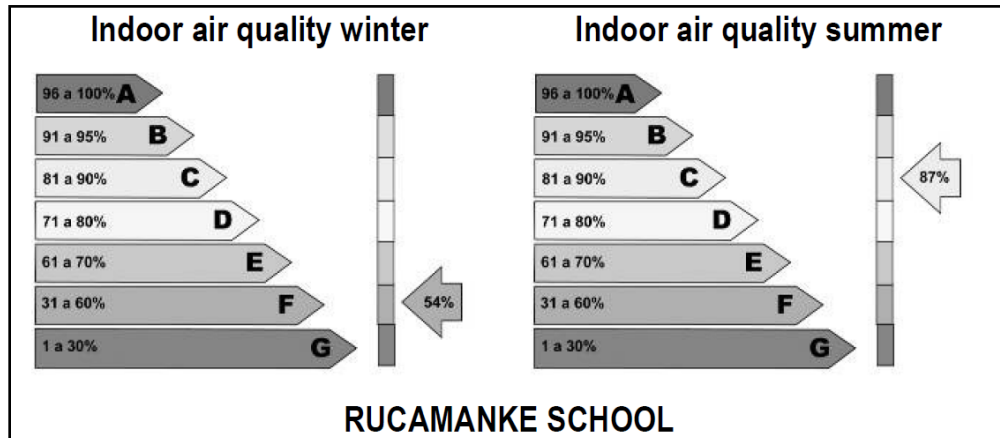 Indoor air quality winter
96 a 100% A
91 a 95% B
81 a 90% C
71 a 80% D
61 a 70% E
31 a 60% F
54%
1 a 30% G
Indoor air quality summer
96 a 100% A
91 a 95% B
81 a 90% C
87%
71 a 80% D
61 a 70% E
31 a 60% F
1 a 30% G
RUCAMANKE SCHOOL